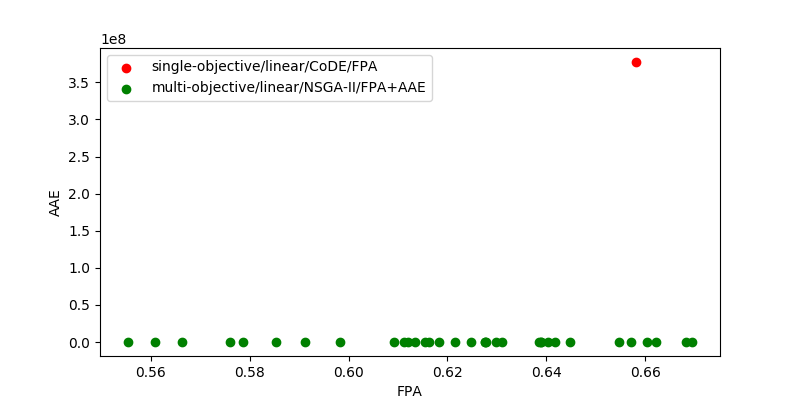 1e8
single-objective/linear/CoDE/FPA
multi-objective/linear/NSGA-II/FPA+AAE
3.5
3.0
2.5
2.0
1.5
1.0
0.5
0.0
AAE
0.56
0.58
0.60
0.62
0.64
0.66
FPA